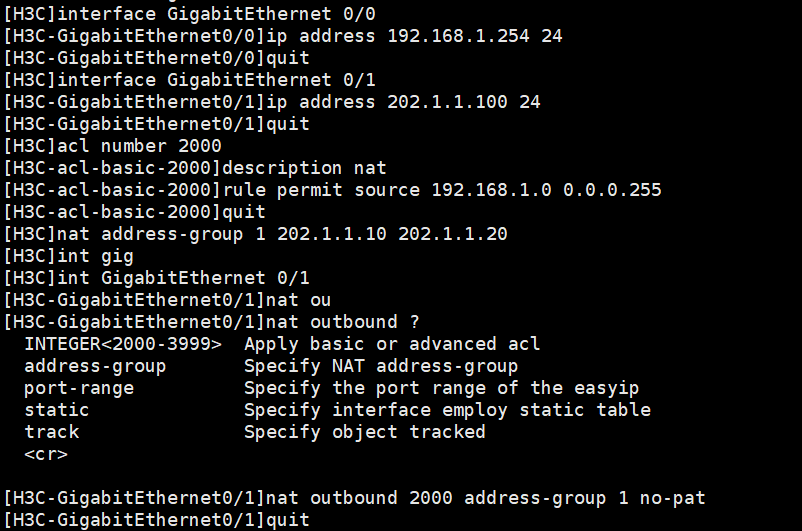 [H3C]interface GigabitEthernet 0/0
[H3C-GigabitEthernet0/0]ip address 192.168.1.254 24
[H3C-GigabitEthernet0/0]quit
[H3C]interface GigabitEthernet 0/1
[H3C-GigabitEthernet0/1]ip address 202.1.1.100 24
[H3C-GigabitEthernet0/1]quit
[H3C]acl number 2000
[H3C-acl-basic-2000]description nat
[H3C-acl-basic-2000]rule permit source 192.168.1.0 0.0.0.255
[H3C-acl-basic-2000]quit
[H3C]nat address-group 1 202.1.1.10 202.1.1.20
[H3C]int gig
[H3C]int GigabitEthernet 0/1
[H3C-GigabitEthernet0/1]nat ou
[H3C-GigabitEthernet0/1]nat outbound ?
  INTEGER<2000-3999>  Apply basic or advanced acl
  address-group       Specify NAT address-group
  port-range          Specify the port range of the easyip
  static              Specify interface employ static table
  track               Specify object tracked
  <cr>

[H3C-GigabitEthernet0/1]nat outbound 2000 address-group 1 no-pat
[H3C-GigabitEthernet0/1]quit